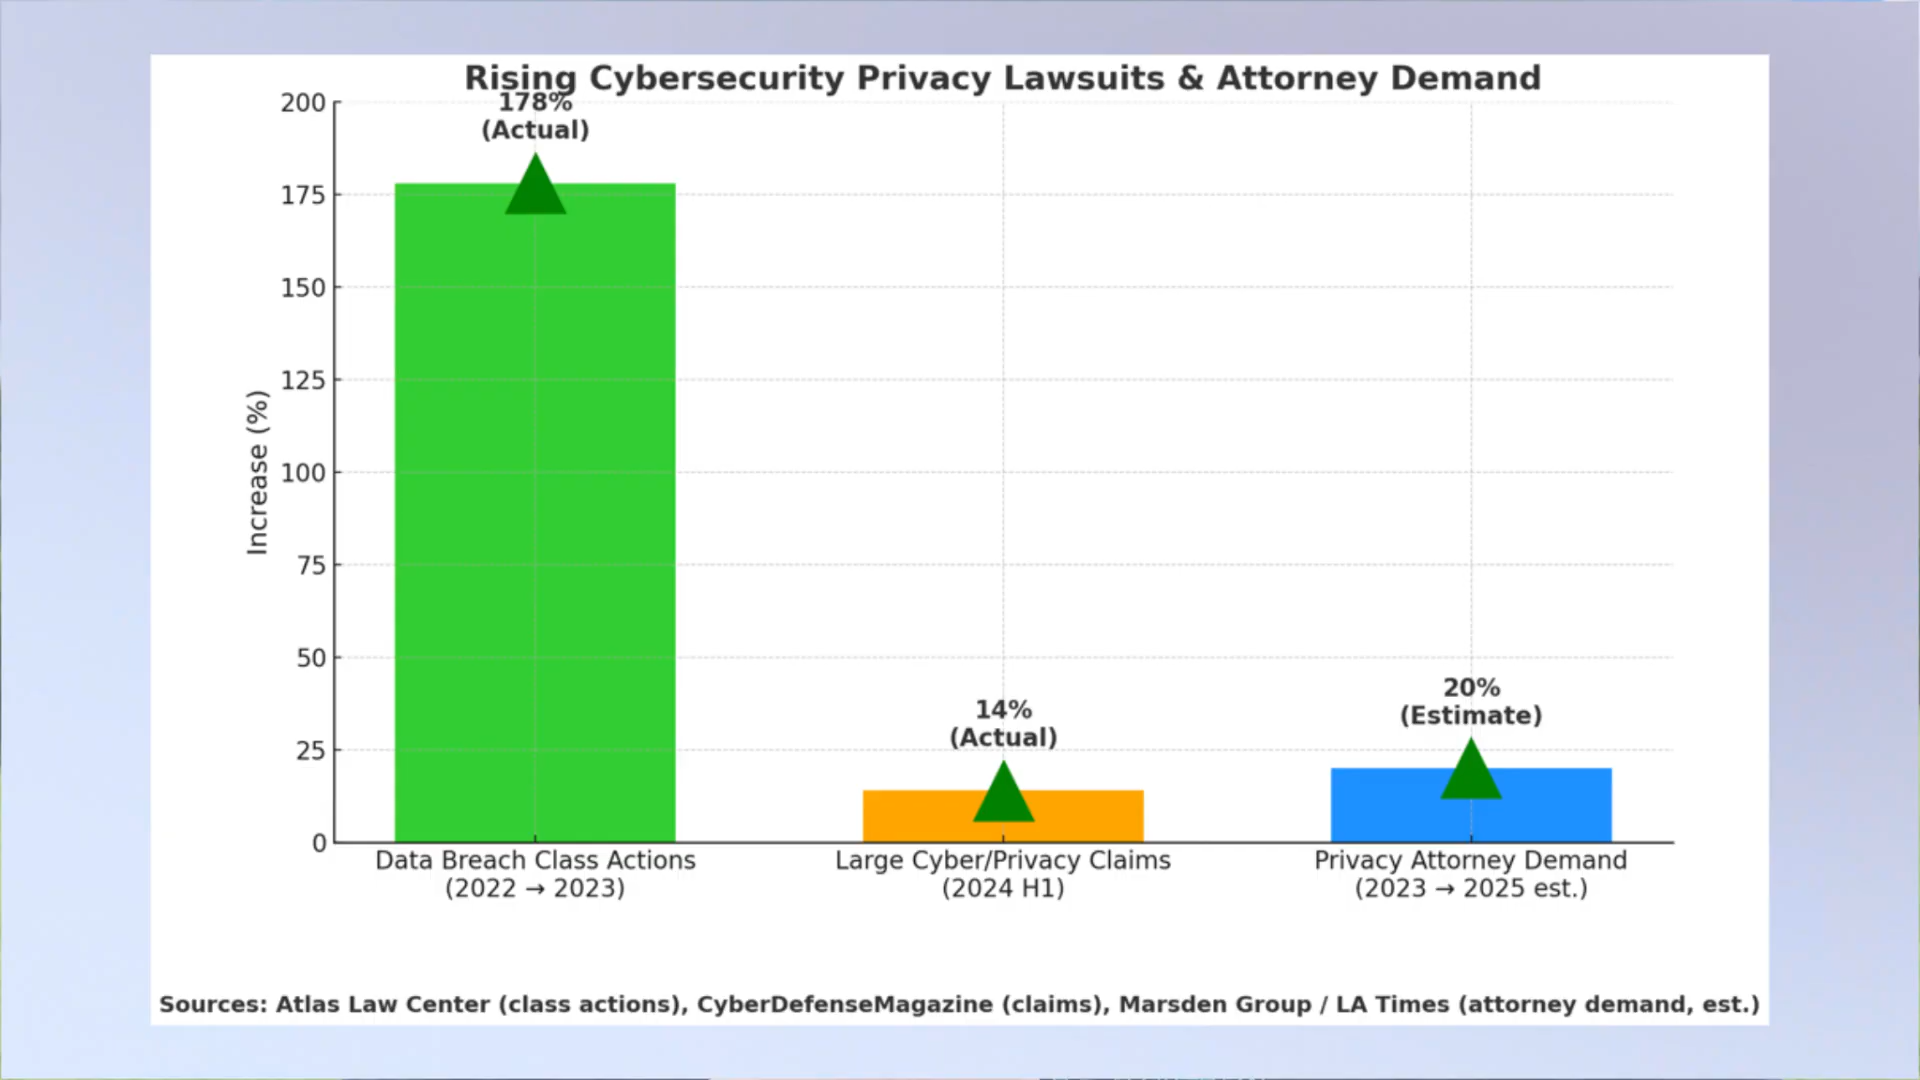 Rising Cybersecurity Privacy Lawsuits & Attorney Demand
178%
(Actual)
14%
(Actual)
20%
(Estimate)
Increase (%)
200
175
150
125
100
75
50
25
0
Data Breach Class Actions
(2022 → 2023)
Large Cyber/Privacy Claims
(2024 H1)
Privacy Attorney Demand
(2023 → 2025 est.)
Sources: Atlas Law Center (class actions), CyberDefenseMagazine (claims), Marsden Group / LA Times (attorney demand, est.)